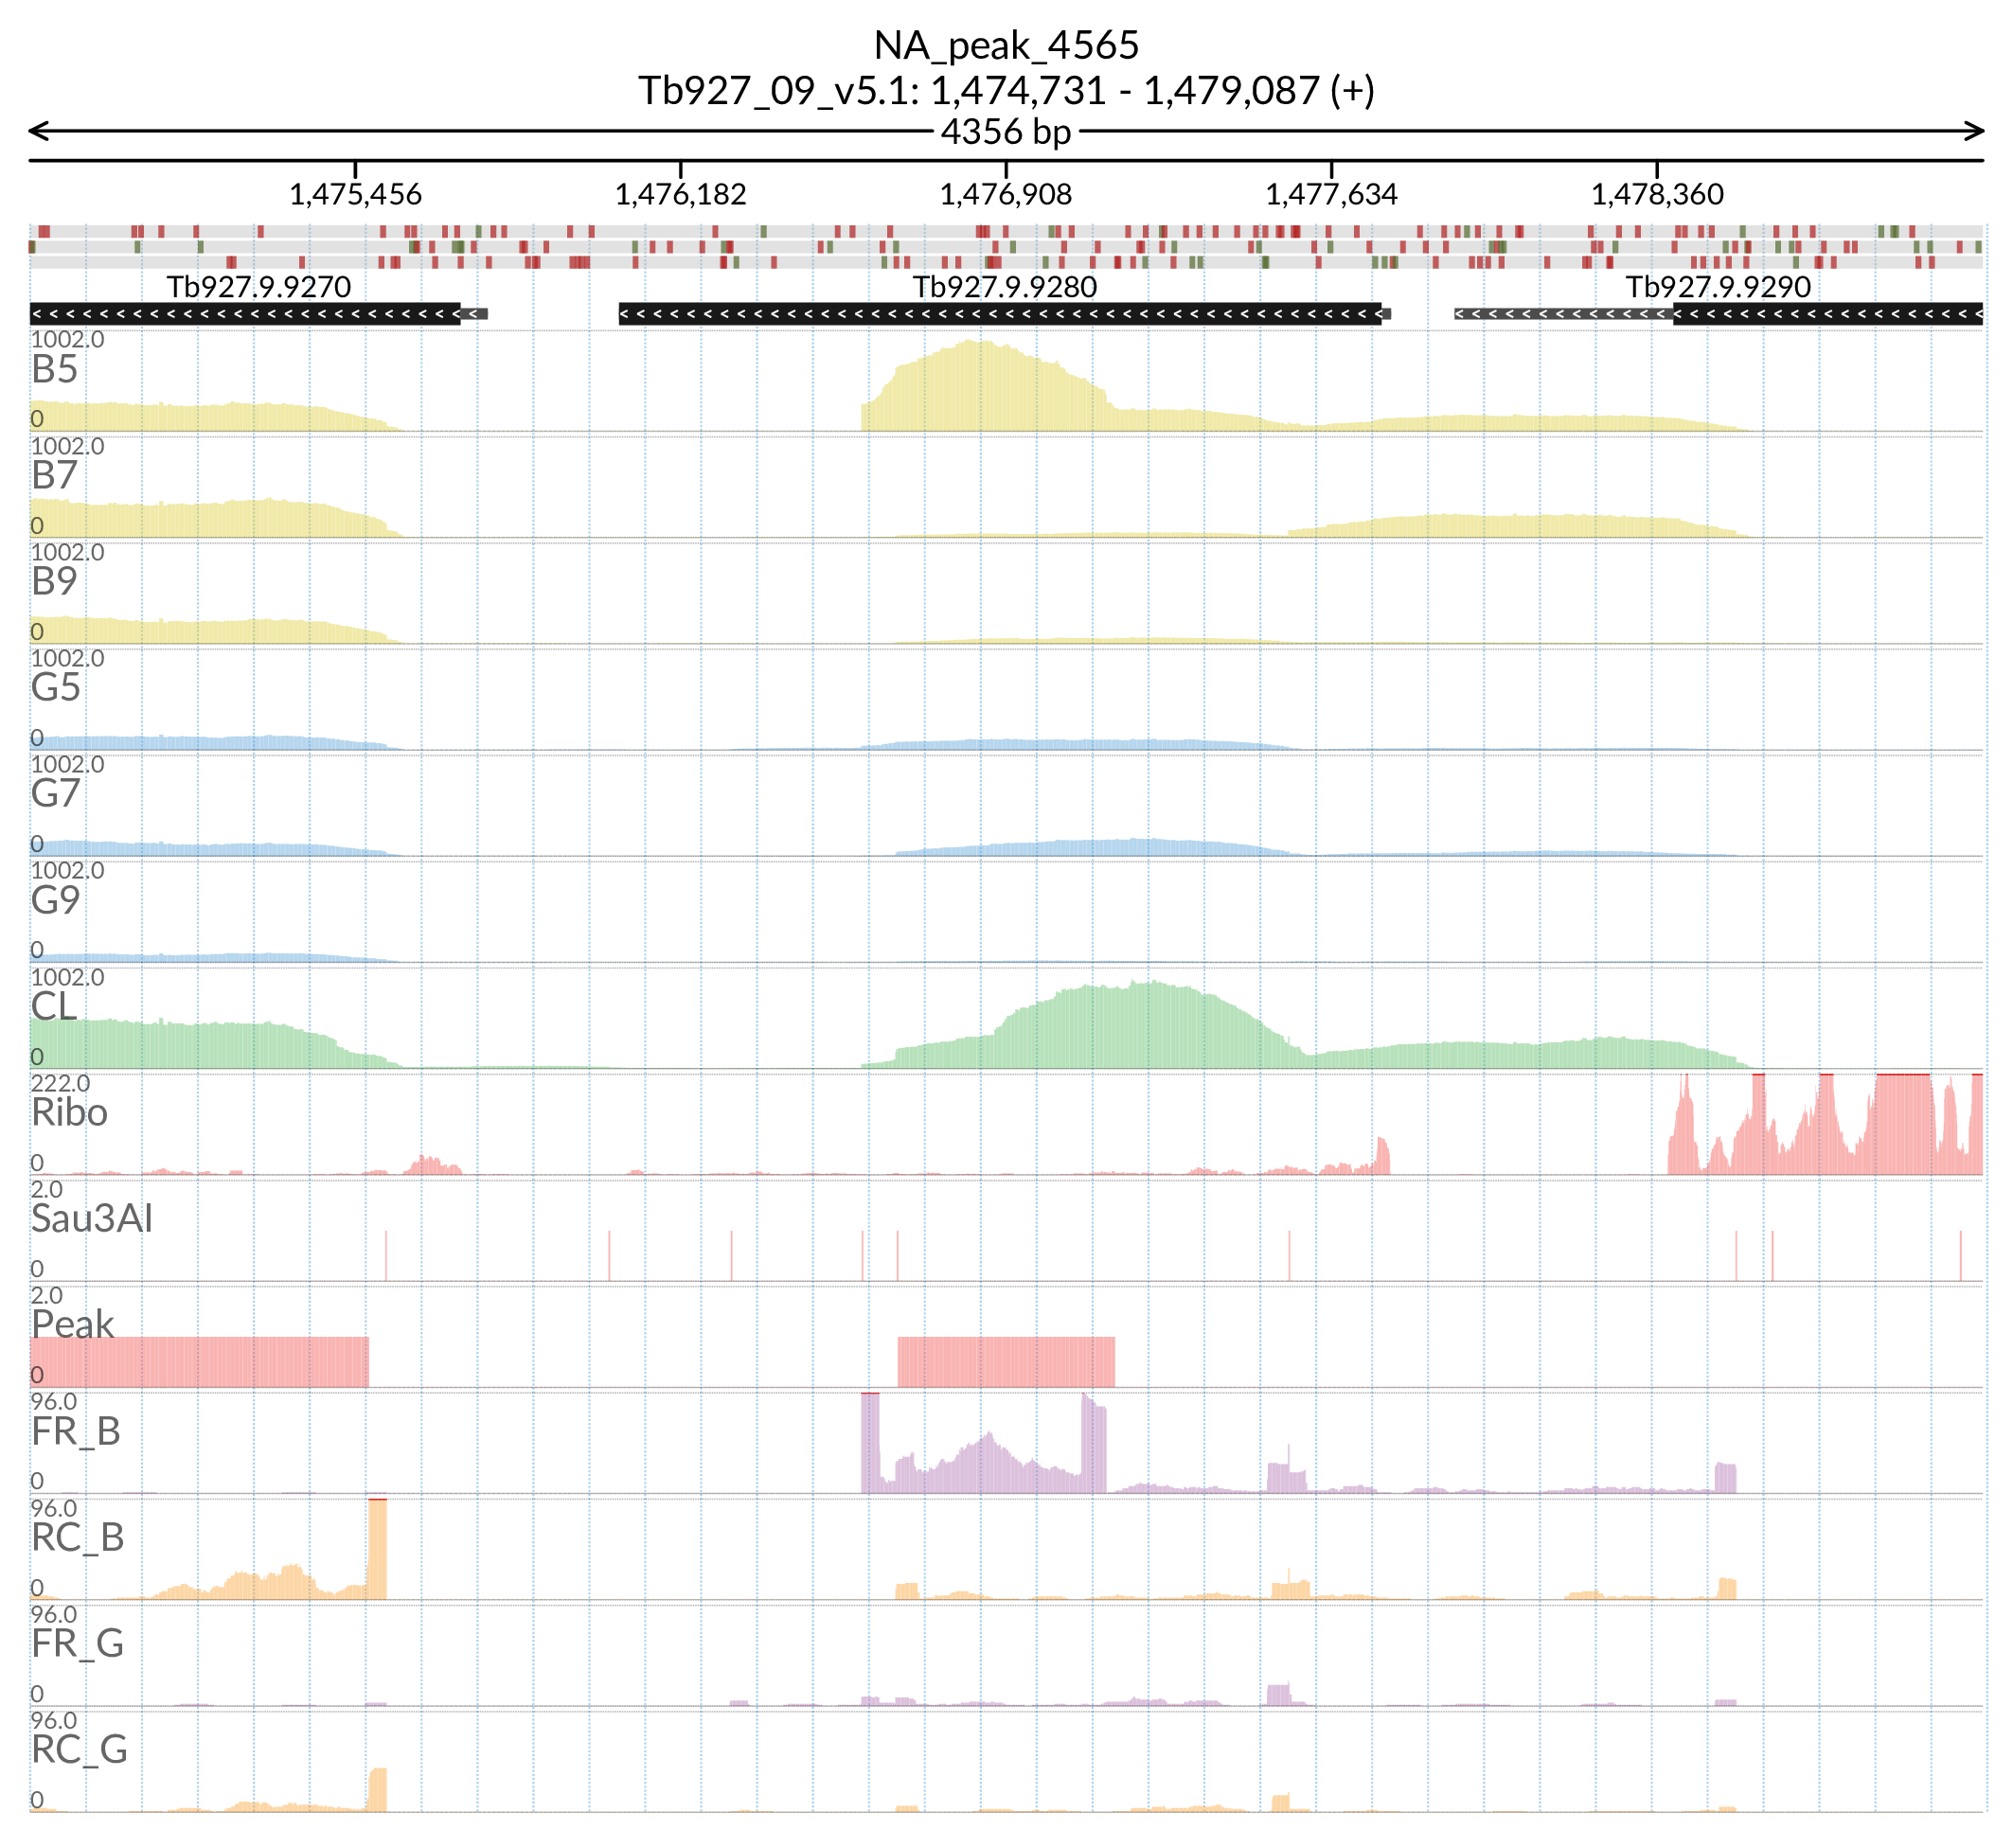 NA_peak_4565
Tb927_09_v5.1: 1,474,731 - 1,479,087 (+)
4356 bp
1,475,456 1,476,182 1,476,908 1,477,634 1,478,360
Tb927.9.9270 Tb927.9.9280 Tb927.9.9290
1002.0
B5
0
1002.0
B7
0
1002.0
B9
0
1002.0
G5
0
1002.0
G7
0
1002.0
G9
0
1002.0
CL
0
222.0
Ribo
0
2.0
Sau3AI
0
2.0
Peak
0
96.0
FR_B
0
96.0
RC_B
0
96.0
FR_G
0
96.0
RC_G
0